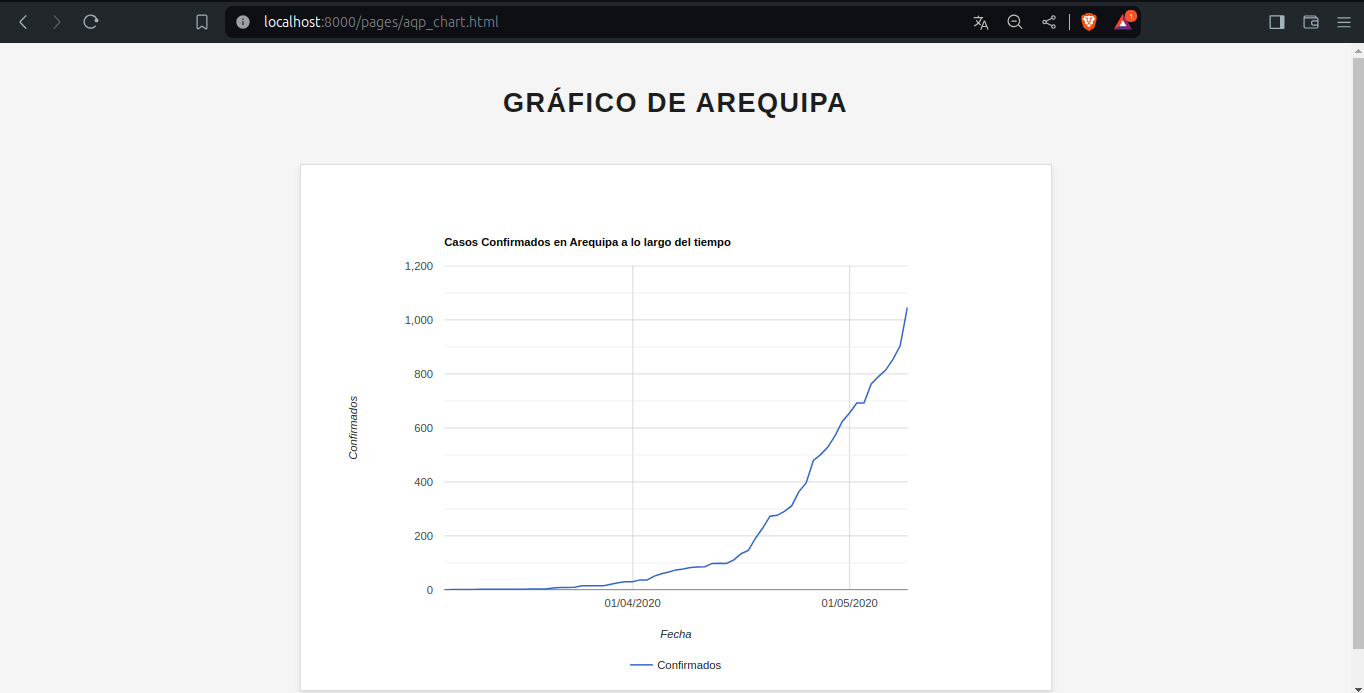 localhost:8000/pages/aqp_chart.html
1
GRÁFICO DE AREQUIPA
Casos Confirmados en Arequipa a lo largo del tiempo
1,200
1,000
800
600
400
200
0
Confirmados
01/04/2020 01/05/2020
Fecha
Confirmados